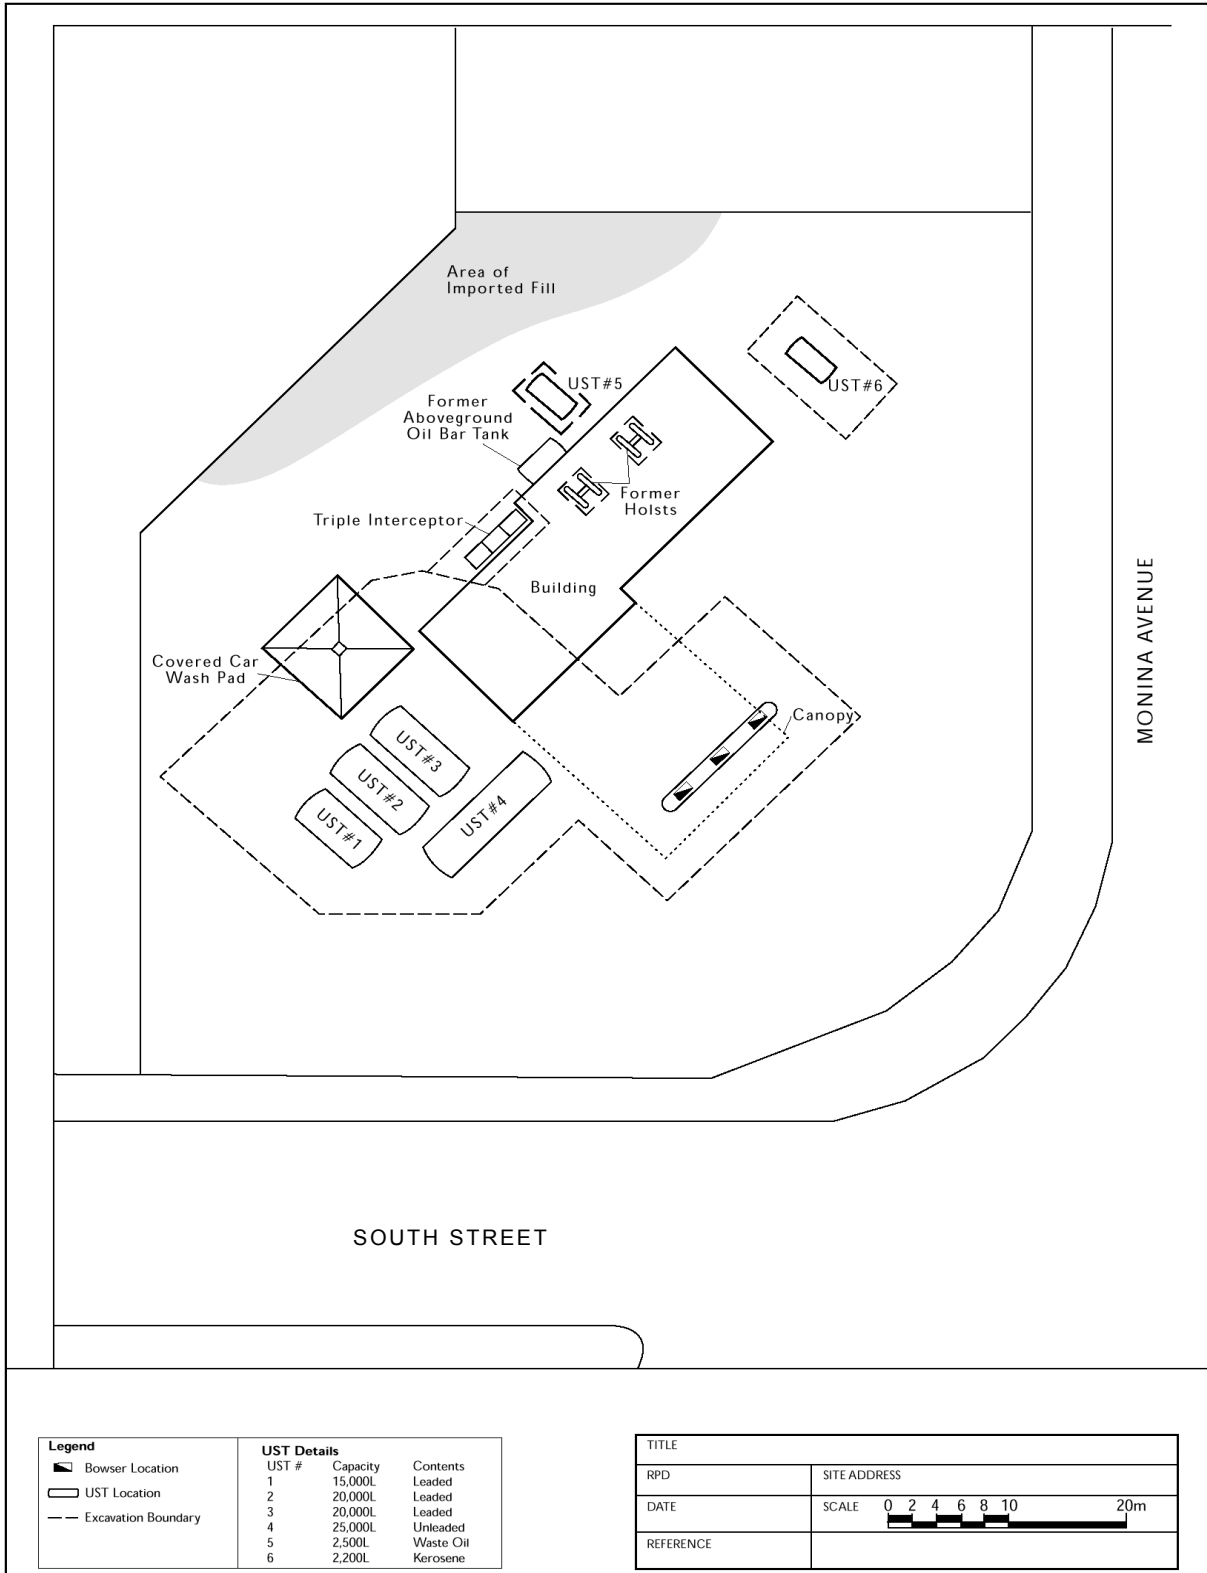 Area of
Imported Fill
UST#5
UST#6
Former
Aboveground
Oil Bar Tank
Former
Holsts
Triple Interceptor
Building
Covered Car
Wash Pad
Canopy
UST#3
UST#2
UST#1
UST#4
MONINA AVENUE
SOUTH STREET
Legend
Bowser Location
UST Location
Excavation Boundary
UST Details
UST # Capacity Contents
1 15,000L Leaded
2 20,000L Leaded
3 20,000L Leaded
4 25,000L Unleaded
5 2,500L Waste Oil
6 2,200L Kerosene
TITLE
RPD SITE ADDRESS
DATE SCALE 0 2 4 6 8 10 20m
REFERENCE